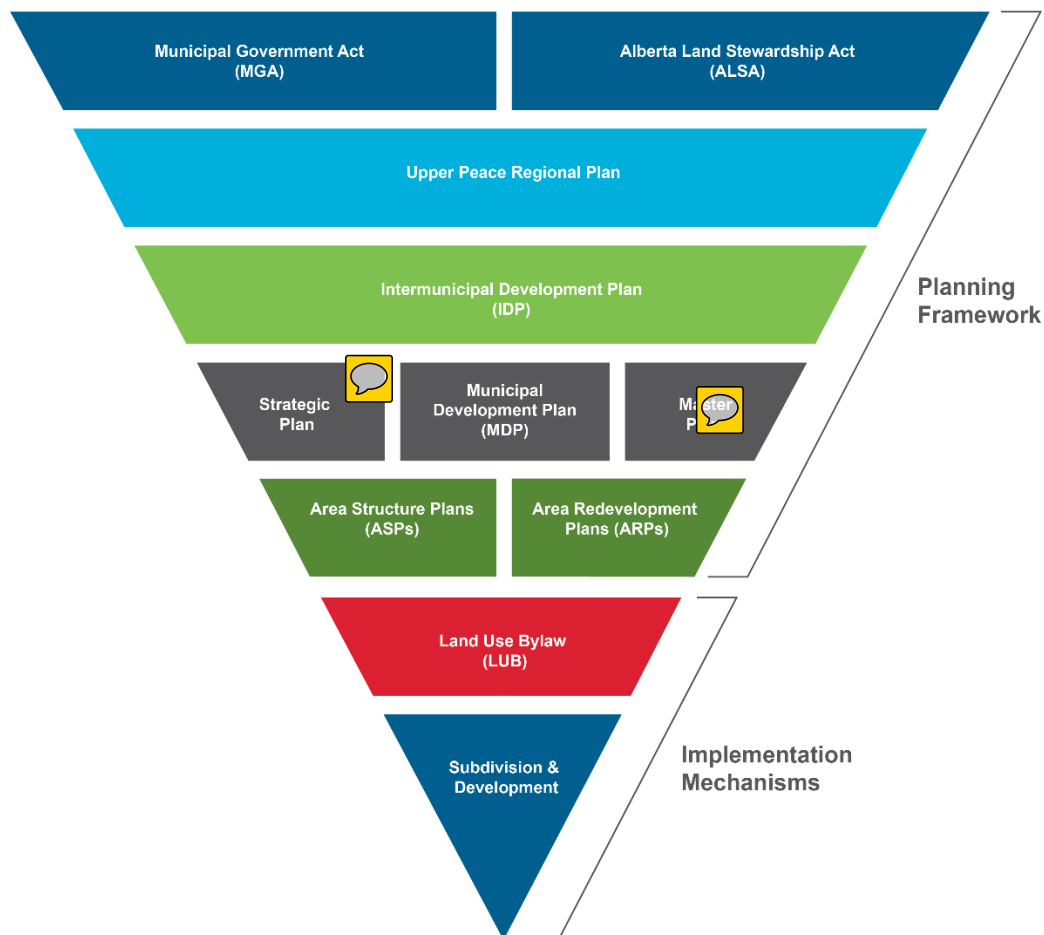 Municipal Government Act
(MGA)
Alberta Land Stewardship Act
(ALSA)
Upper Peace Regional Plan
Intermunicipal Development Plan
(IDP)
Planning
Framework
Strategic
Plan
Municipal
Development Plan
(MDP)
Master
Area Structure Plans
(ASPs)
Area Redevelopment
Plans (ARPs)
Land Use Bylaw
(LUB)
Subdivision &
Development
Implementation
Mechanisms